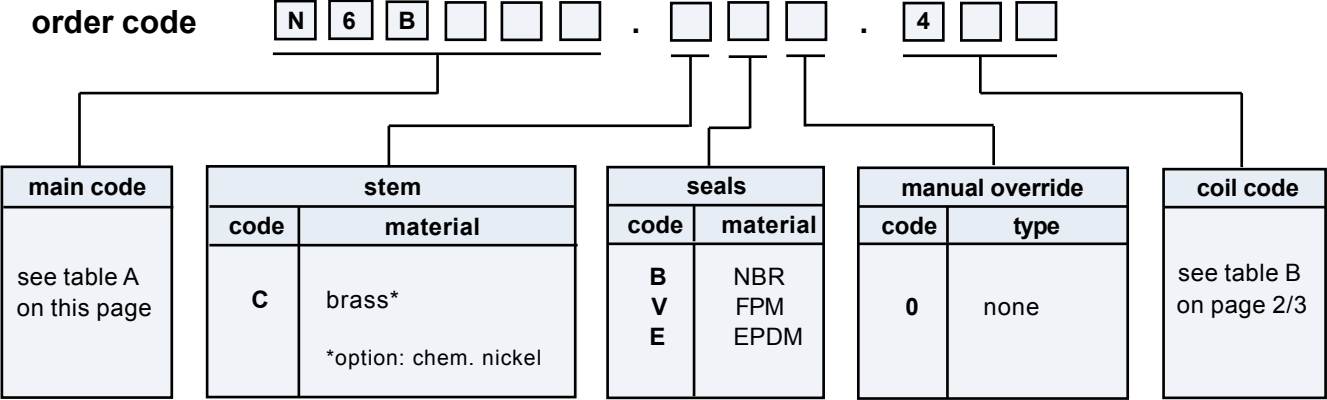 order code N 6 B . . 4
main code
see table A
on this page
stem
code material
C brass*
*option: chem. nickel
seals
code material
B NBR
V FPM
E EPDM
manual override
code type
0 none
coil code
see table B
on page 2/3